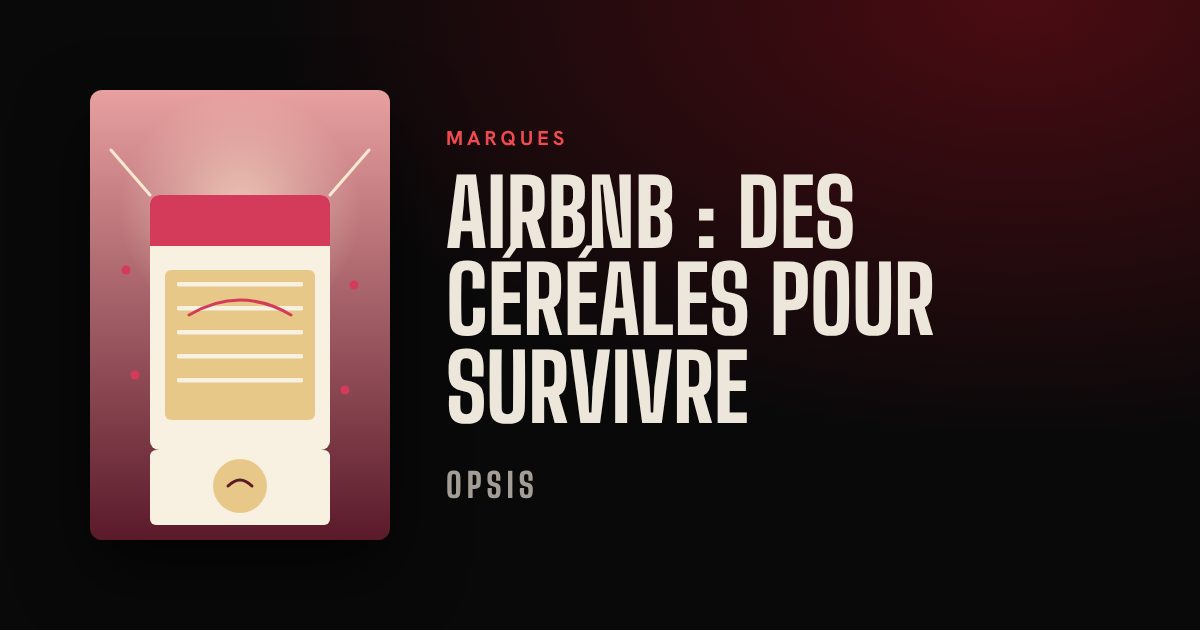 MARQUES
AIRBNB : DES
CÉRÉALES POUR
SURVIVRE
OPSIS